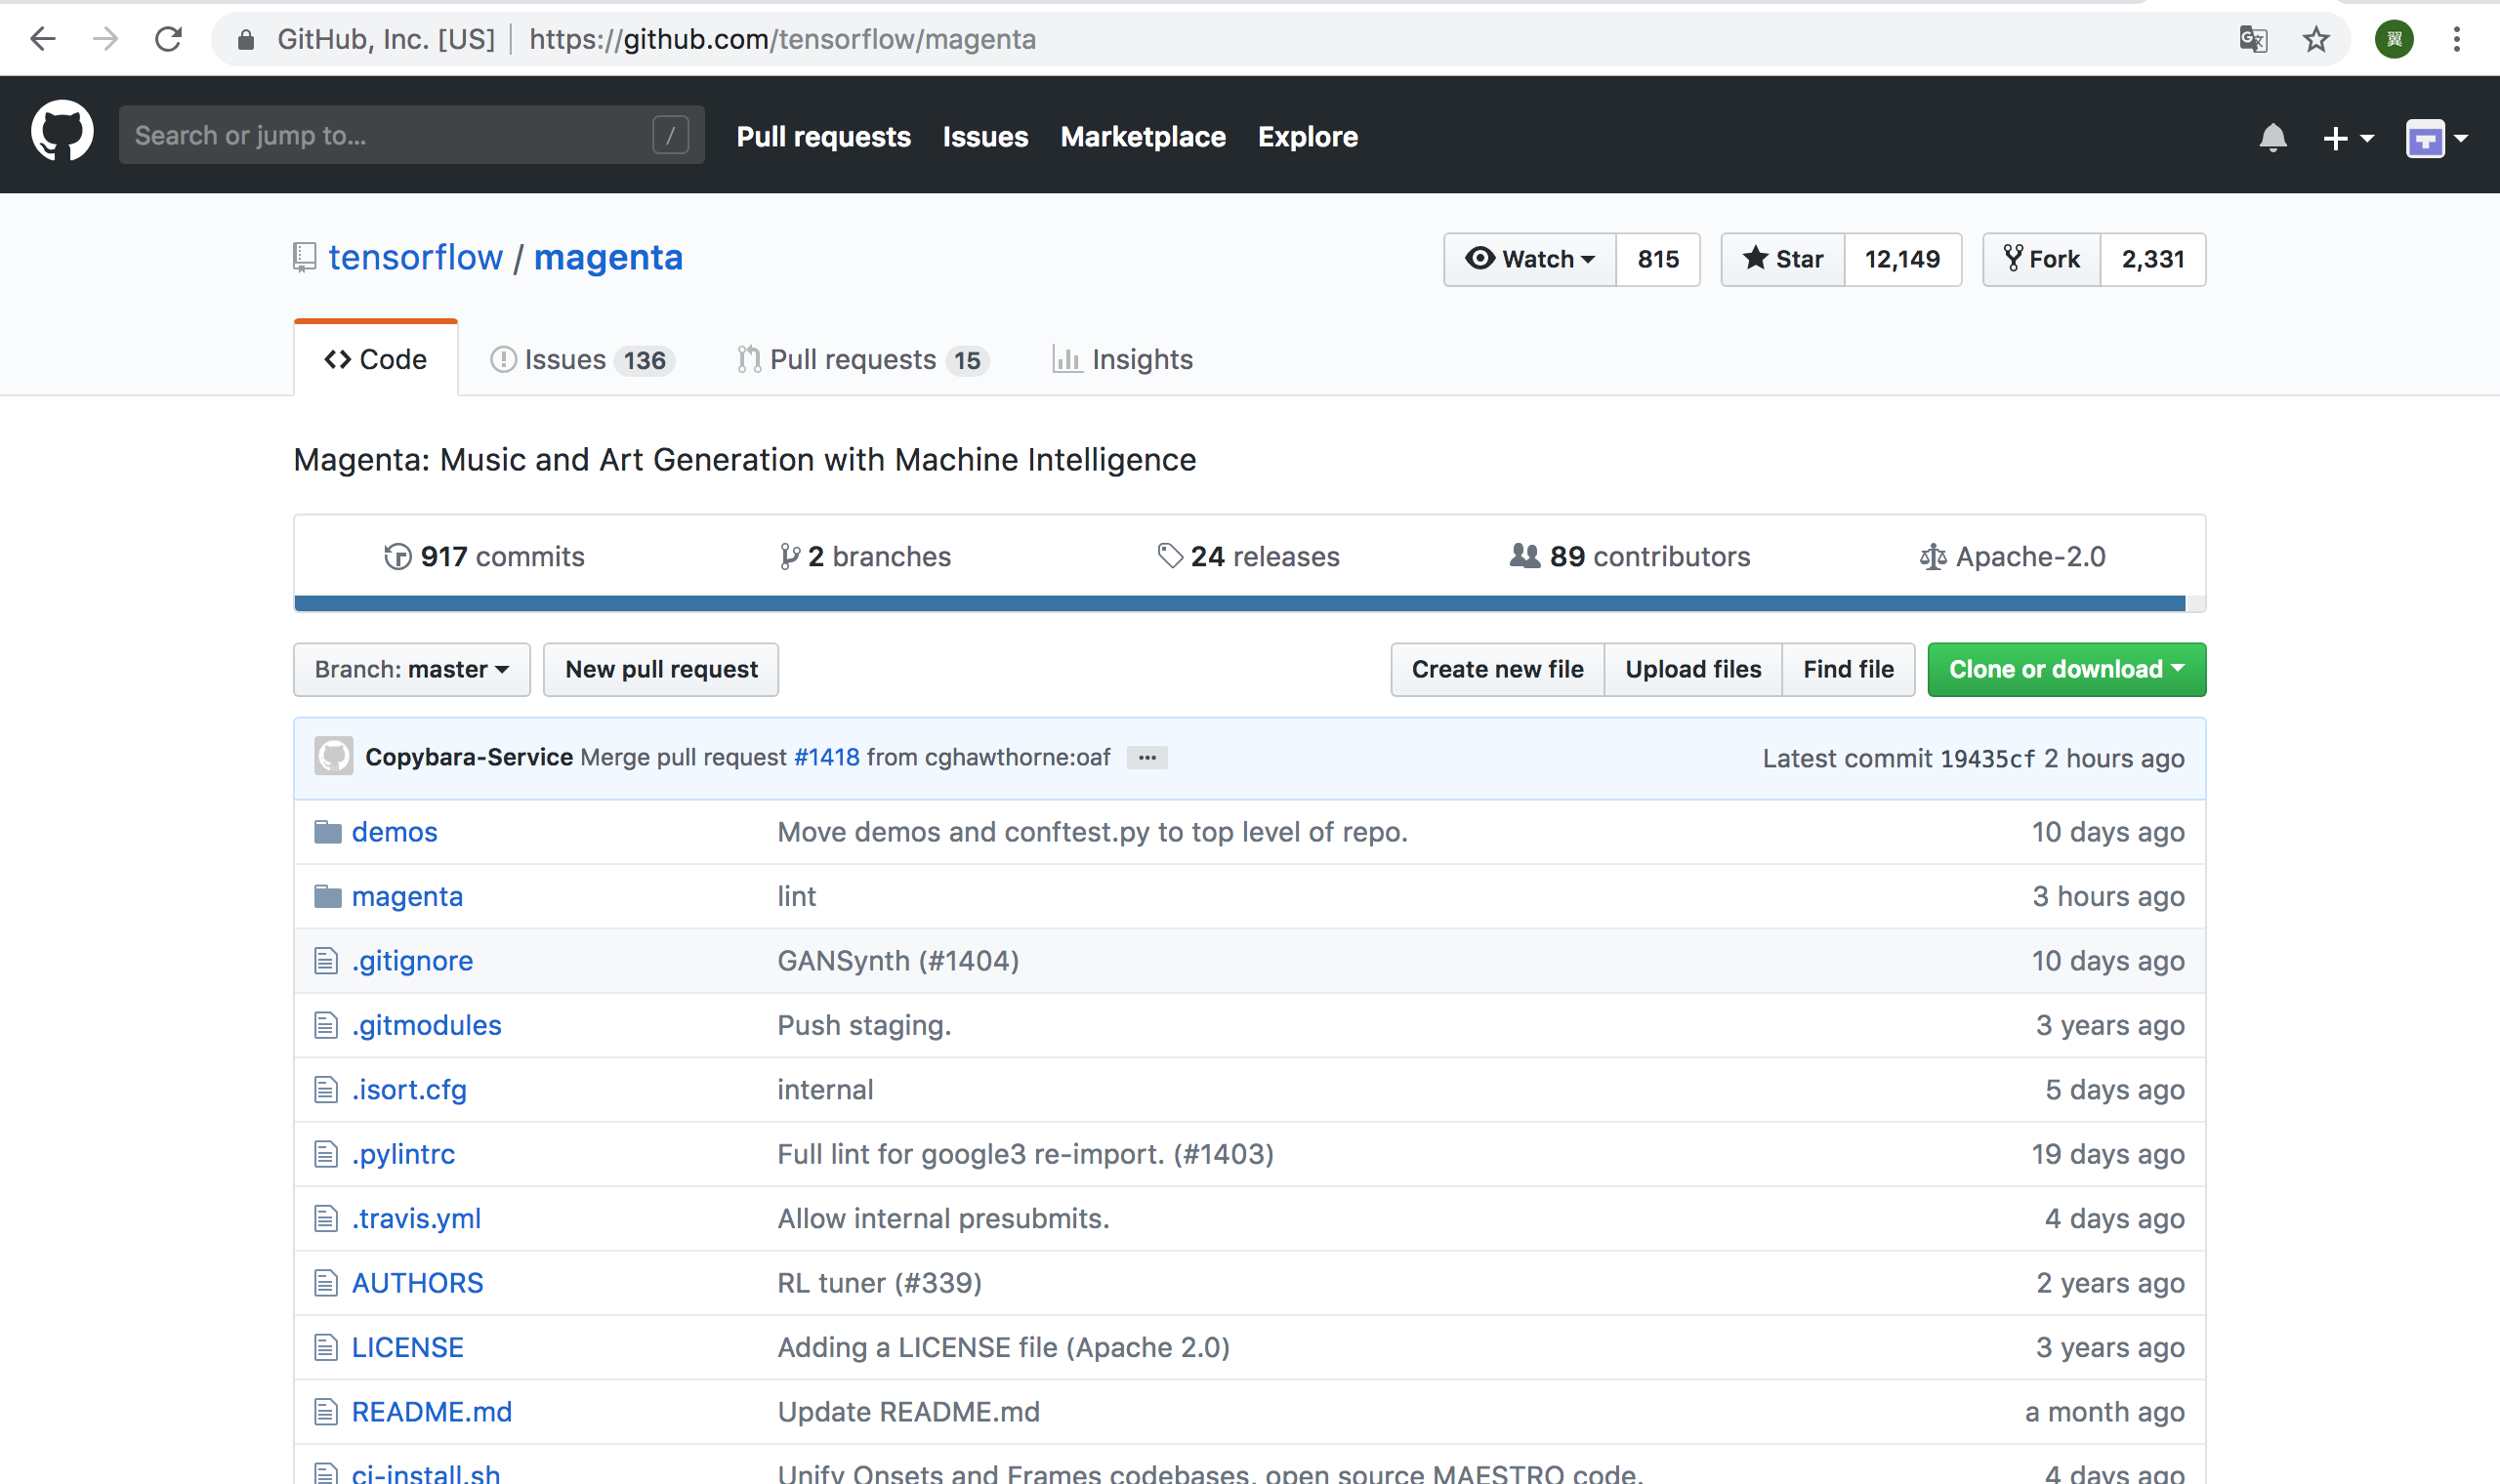 GitHub, Inc. [US] https://github.com/tensorflow/magenta 翼
Search or jump to... / Pull requests Issues Marketplace Explore
tensorflow / magenta Watch 815 Star 12,149 Fork 2,331
Code Issues 136 Pull requests 15 Insights
Magenta: Music and Art Generation with Machine Intelligence
917 commits 2 branches 24 releases 89 contributors Apache-2.0
Branch: master New pull request Create new file Upload files Find file Clone or download
Copybara-Service Merge pull request #1418 from cghawthorne:oaf ... Latest commit 19435cf 2 hours ago
demos Move demos and conftest.py to top level of repo. 10 days ago
magenta lint 3 hours ago
.gitignore GANSynth (#1404) 10 days ago
.gitmodules Push staging. 3 years ago
.isort.cfg internal 5 days ago
.pylintrc Full lint for google3 re-import. (#1403) 19 days ago
.travis.yml Allow internal presubmits. 4 days ago
AUTHORS RL tuner (#339) 2 years ago
LICENSE Adding a LICENSE file (Apache 2.0) 3 years ago
README.md Update README.md a month ago
ci-install.sh Unify Onsets and Frames codebases, open source MAESTRO code. 4 days ago